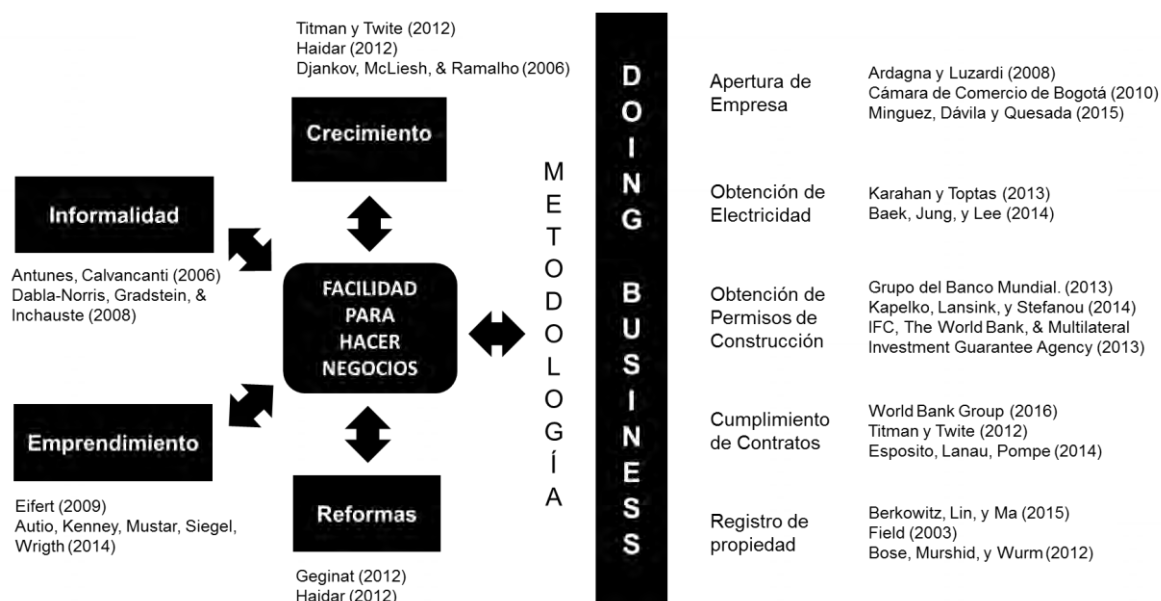 Titman y Twite (2012)
Haidar (2012)
Djankov, McLiesh, & Ramalho (2006)
Crecimiento
Informalidad
Antunes, Calvancanti (2006)
Dabla-Norris, Gradstein, &
Inchauste (2008)
FACILIDAD
PARA
HACER
NEGOCIOS
Emprendimiento
Eifert (2009)
Autio, Kenney, Mustar, Siegel,
Wrigth (2014)
Reformas
Geginat (2012)
Haidar (2012)
METODOLOGÍA
DOING BUSINESS
Apertura de
Empresa
Ardagna y Luzardi (2008)
Cámara de Comercio de Bogotá (2010)
Minguez, Dávila y Quesada (2015)
Obtención de
Electricidad
Karahan y Toptas (2013)
Baek, Jung, y Lee (2014)
Obtención de
Permisos de
Construcción
Grupo del Banco Mundial. (2013)
Kapelko, Lansink, y Stefanou (2014)
IFC, The World Bank, & Multilateral
Investment Guarantee Agency (2013)
Cumplimiento
de Contratos
World Bank Group (2016)
Titman y Twite (2012)
Esposito, Lanau, Pompe (2014)
Registro de
propiedad
Berkowitz, Lin, y Ma (2015)
Field (2003)
Bose, Murshid, y Wurm (2012)